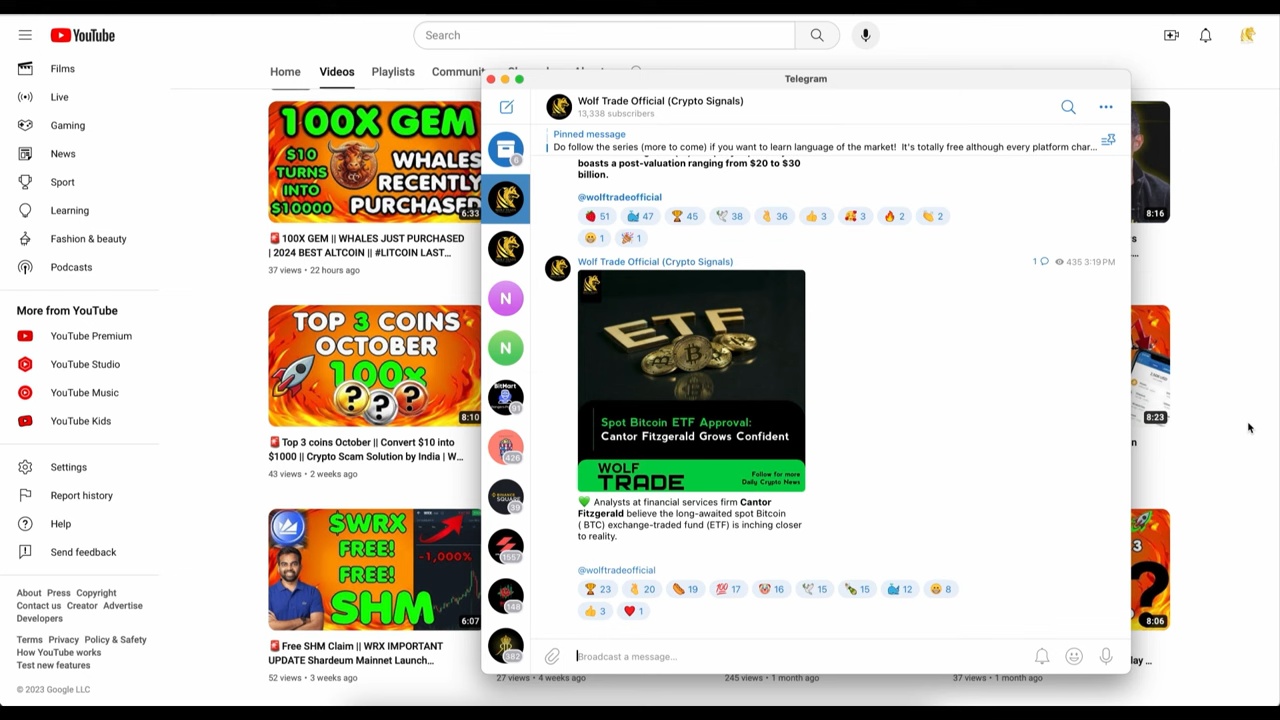 YouTube
Search
Films
Live
Gaming
News
Sport
Learning
Fashion & beauty
Podcasts
More from YouTube
YouTube Premium
YouTube Studio
YouTube Music
YouTube Kids
Settings
Report history
Help
Send feedback
About Press Copyright
Contact us Creator Advertise
Developers
Terms Privacy Policy & Safety
How YouTube works
Test new features
© 2023 Google LLC
Home
Videos
Playlists
100X GEM
$10
TURNS
INTO
$10000
WHALES
RECENTLY
PURCHASED
6:33
🚨100X GEM || WHALES JUST PURCHASED
| 2024 BEST ALTCOIN || #LITCOIN LAST...
37 views • 22 hours ago
TOP 3 COINS
OCTOBER
100x
? ? ?
8:10
🚨Top 3 coins October || Convert $10 into
$1000 || Crypto Scam Solution by India | W...
43 views • 2 weeks ago
$WRX
FREE!
FREE!
SHM
-1,000%
6:07
🚨Free SHM Claim || WRX IMPORTANT
UPDATE Shardeum Mainnet Launch...
52 views • 3 weeks ago
Telegram
Wolf Trade Official (Crypto Signals)
13,338 subscribers
Pinned message
Do follow the series (more to come) if you want to learn language of the market! It's totally free although every platform char...
boasts a post-valuation ranging from $20 to $30
billion.
@wolftradeofficial
51 47 45 38 36 3 3 2 2
1 1
Wolf Trade Official (Crypto Signals)
1 435 3:19 PM
ETF
Spot Bitcoin ETF Approval:
Cantor Fitzgerald Grows Confident
WOLF
TRADE
Follow for more
Daily Crypto News
💚 Analysts at financial services firm Cantor
Fitzgerald believe the long-awaited spot Bitcoin
( BTC) exchange-traded fund (ETF) is inching closer
to reality.
@wolftradeofficial
23 20 19 17 16 15 15 12 8
3 1
Broadcast a message...
6
N
N
BitMart
91
426
BINANCE
SQUARE
39
1557
148
382
8:16
8:23
8:06
27 views • 4 weeks ago
245 views • 1 month ago
37 views • 1 month ago